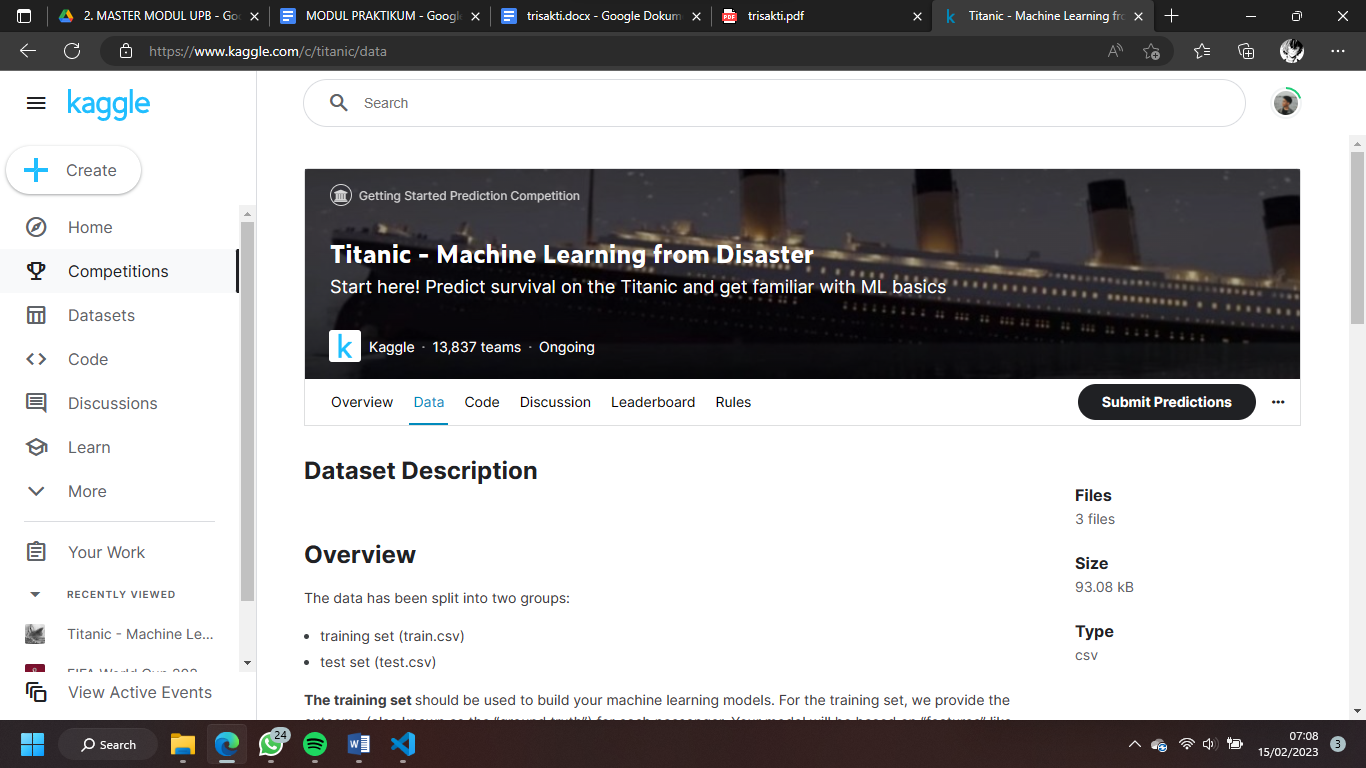 2. MASTER MODUL UPB - Goo
MODUL PRAKTIKUM - Google
trisakti.docx - Google Dokume
PDF
trisakti.pdf
k
Titanic - Machine Learning fro
https://www.kaggle.com/c/titanic/data
kaggle
Search
Create
Home
Competitions
Datasets
Code
Discussions
Learn
More
Your Work
RECENTLY VIEWED
Titanic - Machine Le...
View Active Events
Getting Started Prediction Competition
Titanic - Machine Learning from Disaster
Start here! Predict survival on the Titanic and get familiar with ML basics
k
Kaggle · 13,837 teams · Ongoing
Overview Data Code Discussion Leaderboard Rules
Submit Predictions
Dataset Description
Overview
The data has been split into two groups:
training set (train.csv)
test set (test.csv)
The training set should be used to build your machine learning models. For the training set, we provide the
Files
3 files
Size
93.08 kB
Type
csv
Search
24
07:08
15/02/2023
3